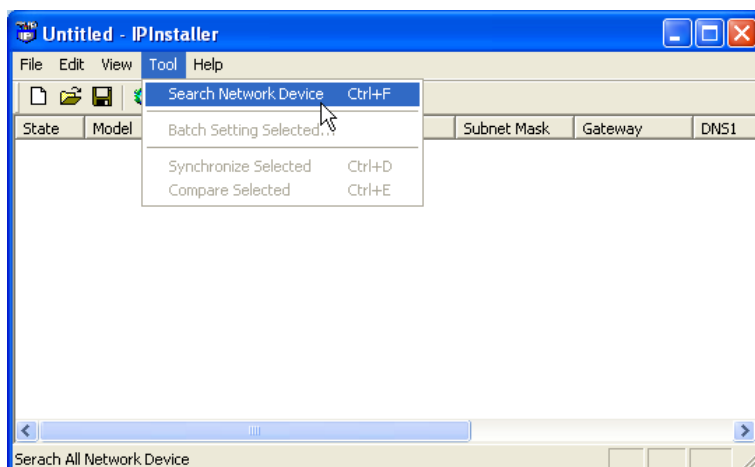 Untitled - IPInstaller
File Edit View Tool Help
Search Network Device Ctrl+F
State Model Subnet Mask Gateway DNS1
Batch Setting Selected...
Synchronize Selected Ctrl+D
Compare Selected Ctrl+E
Serach All Network Device